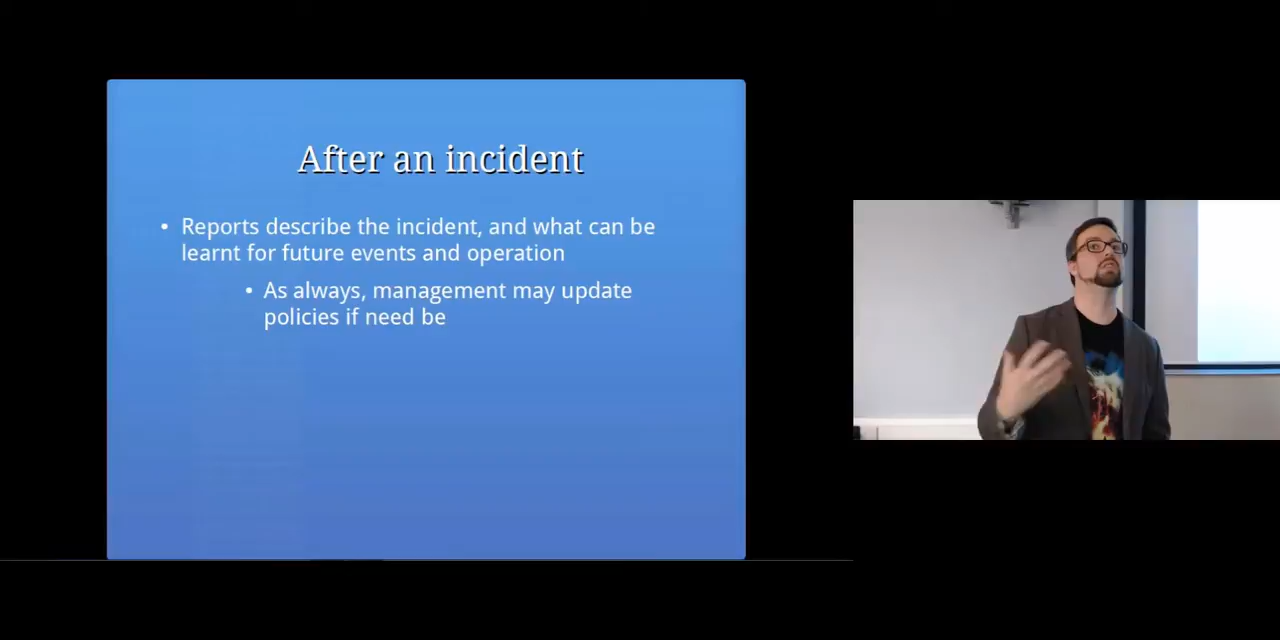 After an incident
• Reports describe the incident, and what can be
learnt for future events and operation
• As always, management may update
policies if need be